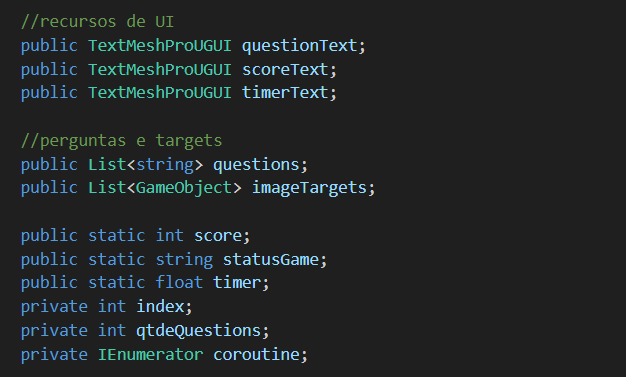 //recursos de UI
public TextMeshProUGUI questionText;
public TextMeshProUGUI scoreText;
public TextMeshProUGUI timerText;
//perguntas e targets
public List<string> questions;
public List<GameObject> imageTargets;
public static int score;
public static string statusGame;
public static float timer;
private int index;
private int qtdeQuestions;
private IEnumerator coroutine;